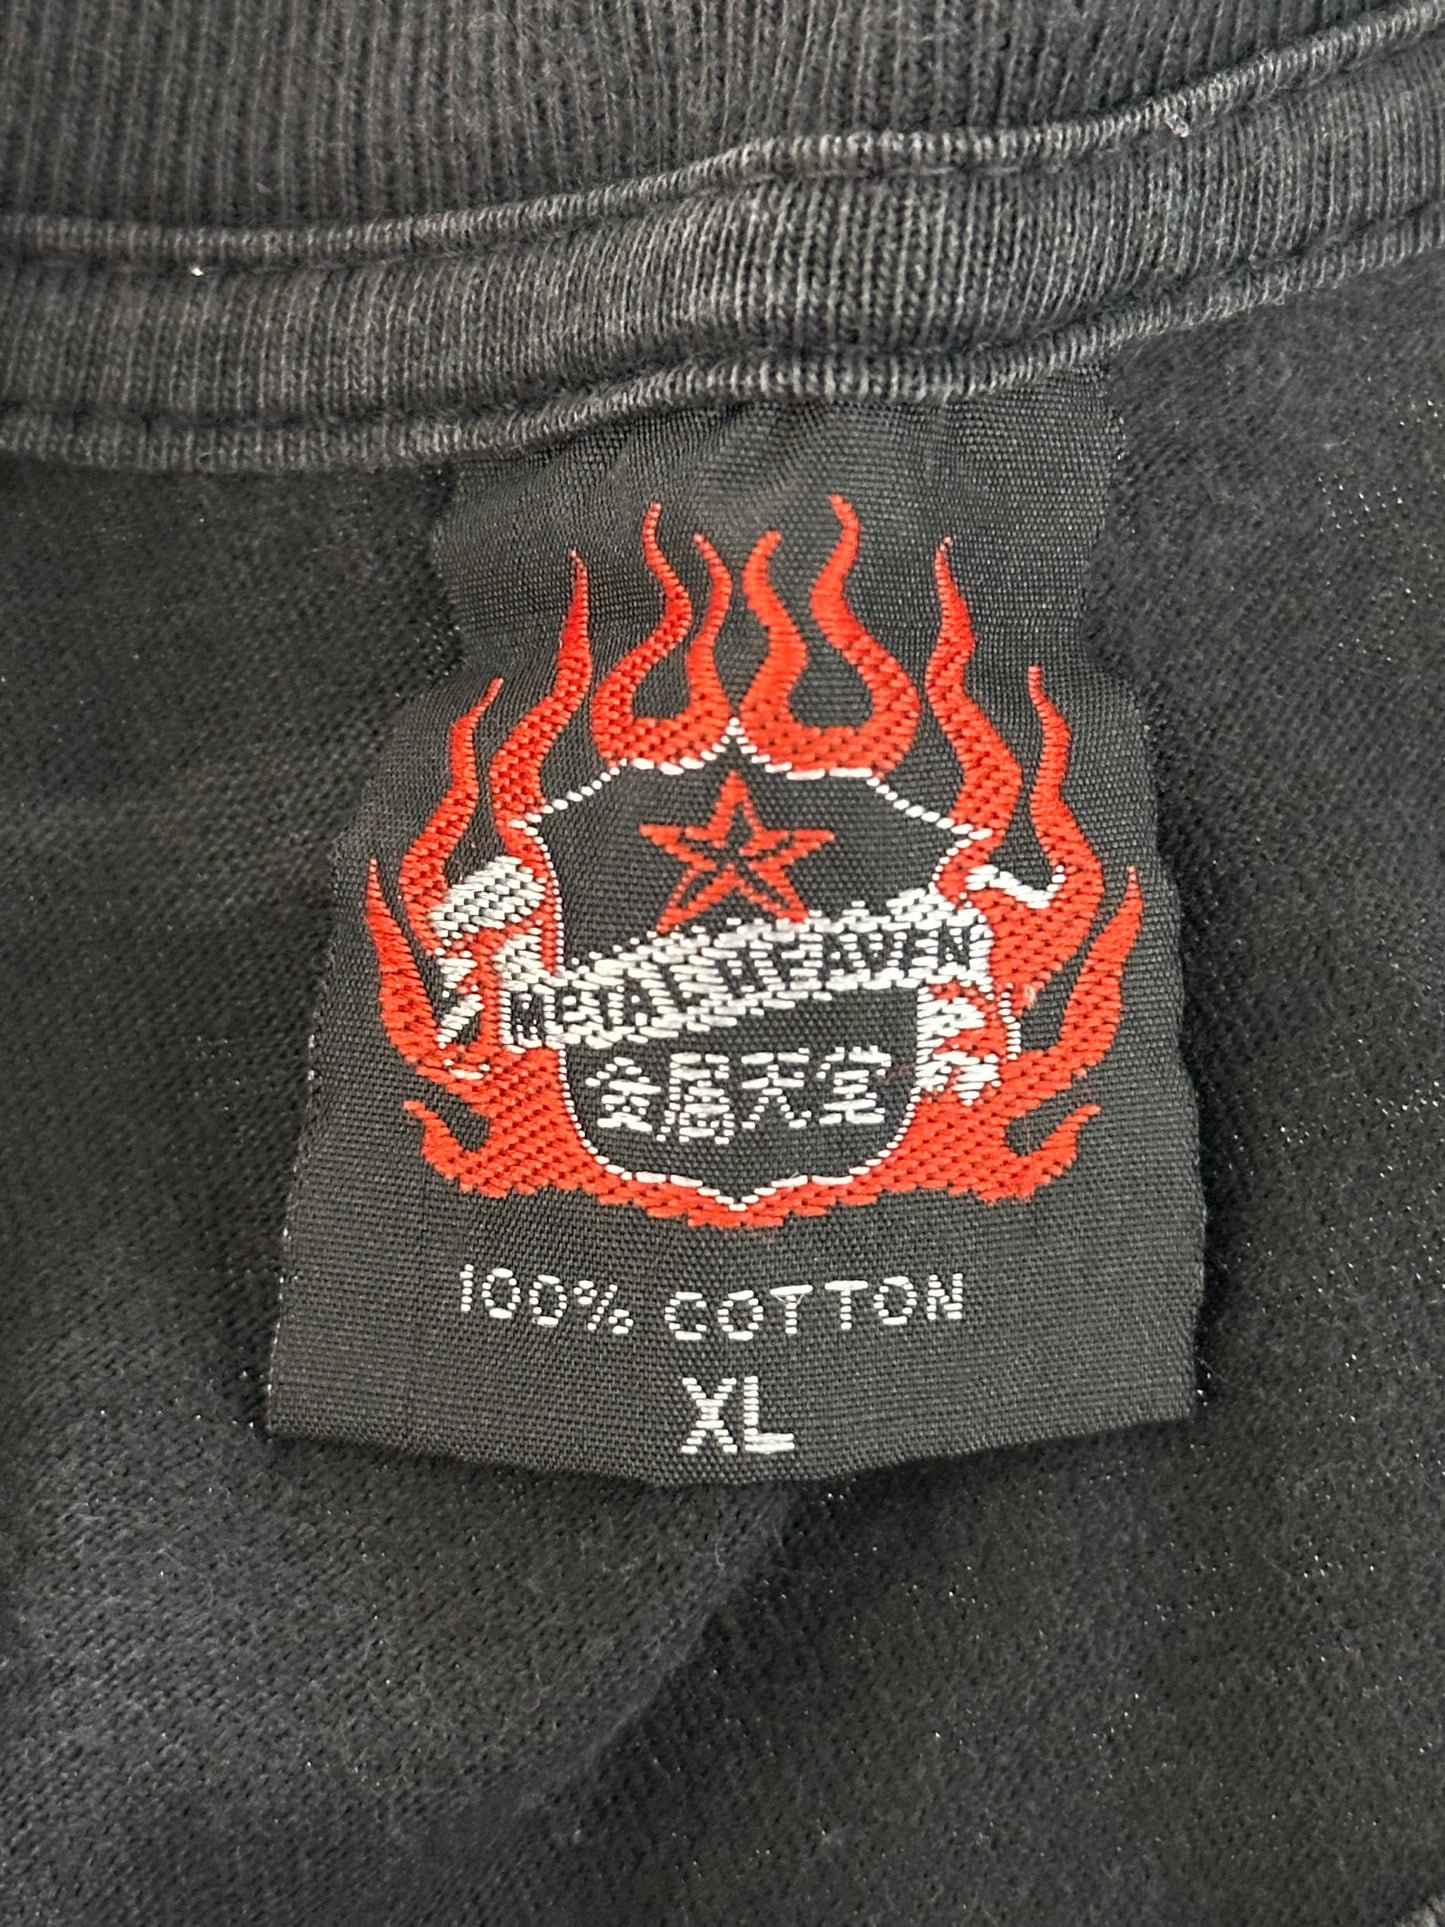 METAL HEAVEN
金属天堂
100% COTTON
XL